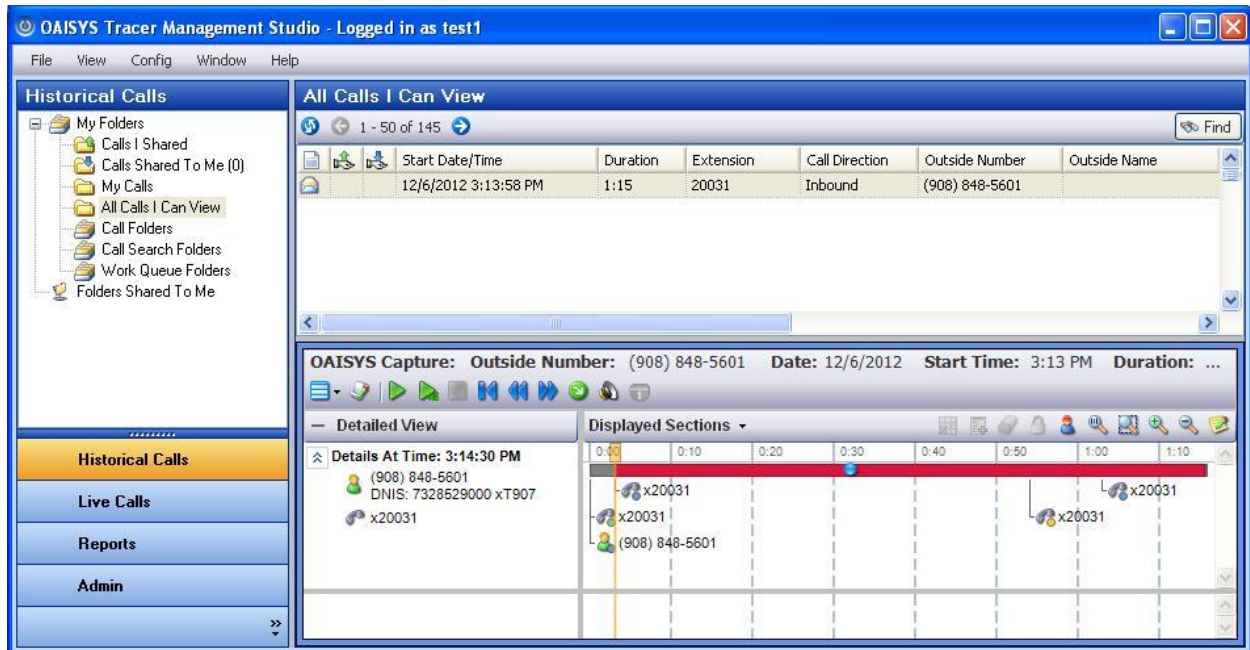 OAISYS Tracer Management Studio - Logged in as test1
File View Config Window Help
Historical Calls
My Folders
Calls I Shared
Calls Shared To Me (0)
My Calls
All Calls I Can View
Call Folders
Call Search Folders
Work Queue Folders
Folders Shared To Me
Historical Calls
Live Calls
Reports
Admin
All Calls I Can View
1 - 50 of 145
Find
Start Date/Time Duration Extension Call Direction Outside Number Outside Name
12/6/2012 3:13:58 PM 1:15 20031 Inbound (908) 848-5601
OAISYS Capture: Outside Number: (908) 848-5601 Date: 12/6/2012 Start Time: 3:13 PM Duration: ...
Detailed View
Displayed Sections
Details At Time: 3:14:30 PM
(908) 848-5601
DNIS: 7328529000 xT907
x20031
0:00 0:10 0:20 0:30 0:40 0:50 1:00 1:10
x20031 x20031
x20031 x20031
(908) 848-5601